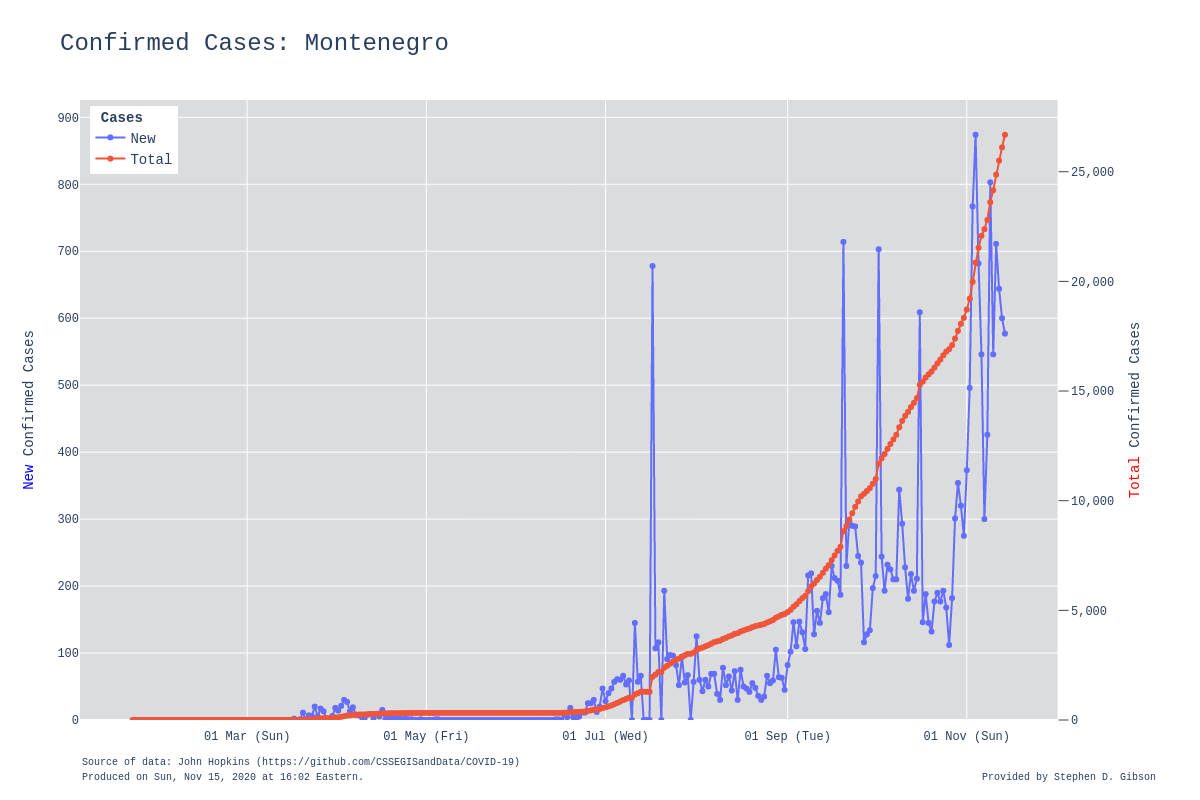 Confirmed Cases: Montenegro
Cases
New
Total
900
800
700
600
500
400
300
200
100
0
New Confirmed Cases
25,000
20,000
15,000
10,000
5,000
0
Total Confirmed Cases
01 Mar (Sun) 01 May (Fri) 01 Jul (Wed) 01 Sep (Tue) 01 Nov (Sun)
Source of data: John Hopkins (https://github.com/CSSEGISandData/COVID-19)
Produced on Sun, Nov 15, 2020 at 16:02 Eastern.
Provided by Stephen D. Gibson